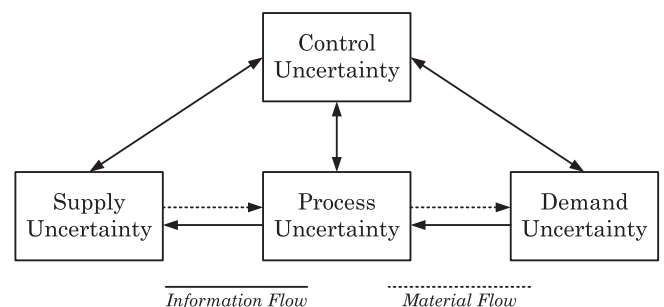 Control
Uncertainty
Supply
Uncertainty
Process
Uncertainty
Demand
Uncertainty
Information Flow
Material Flow